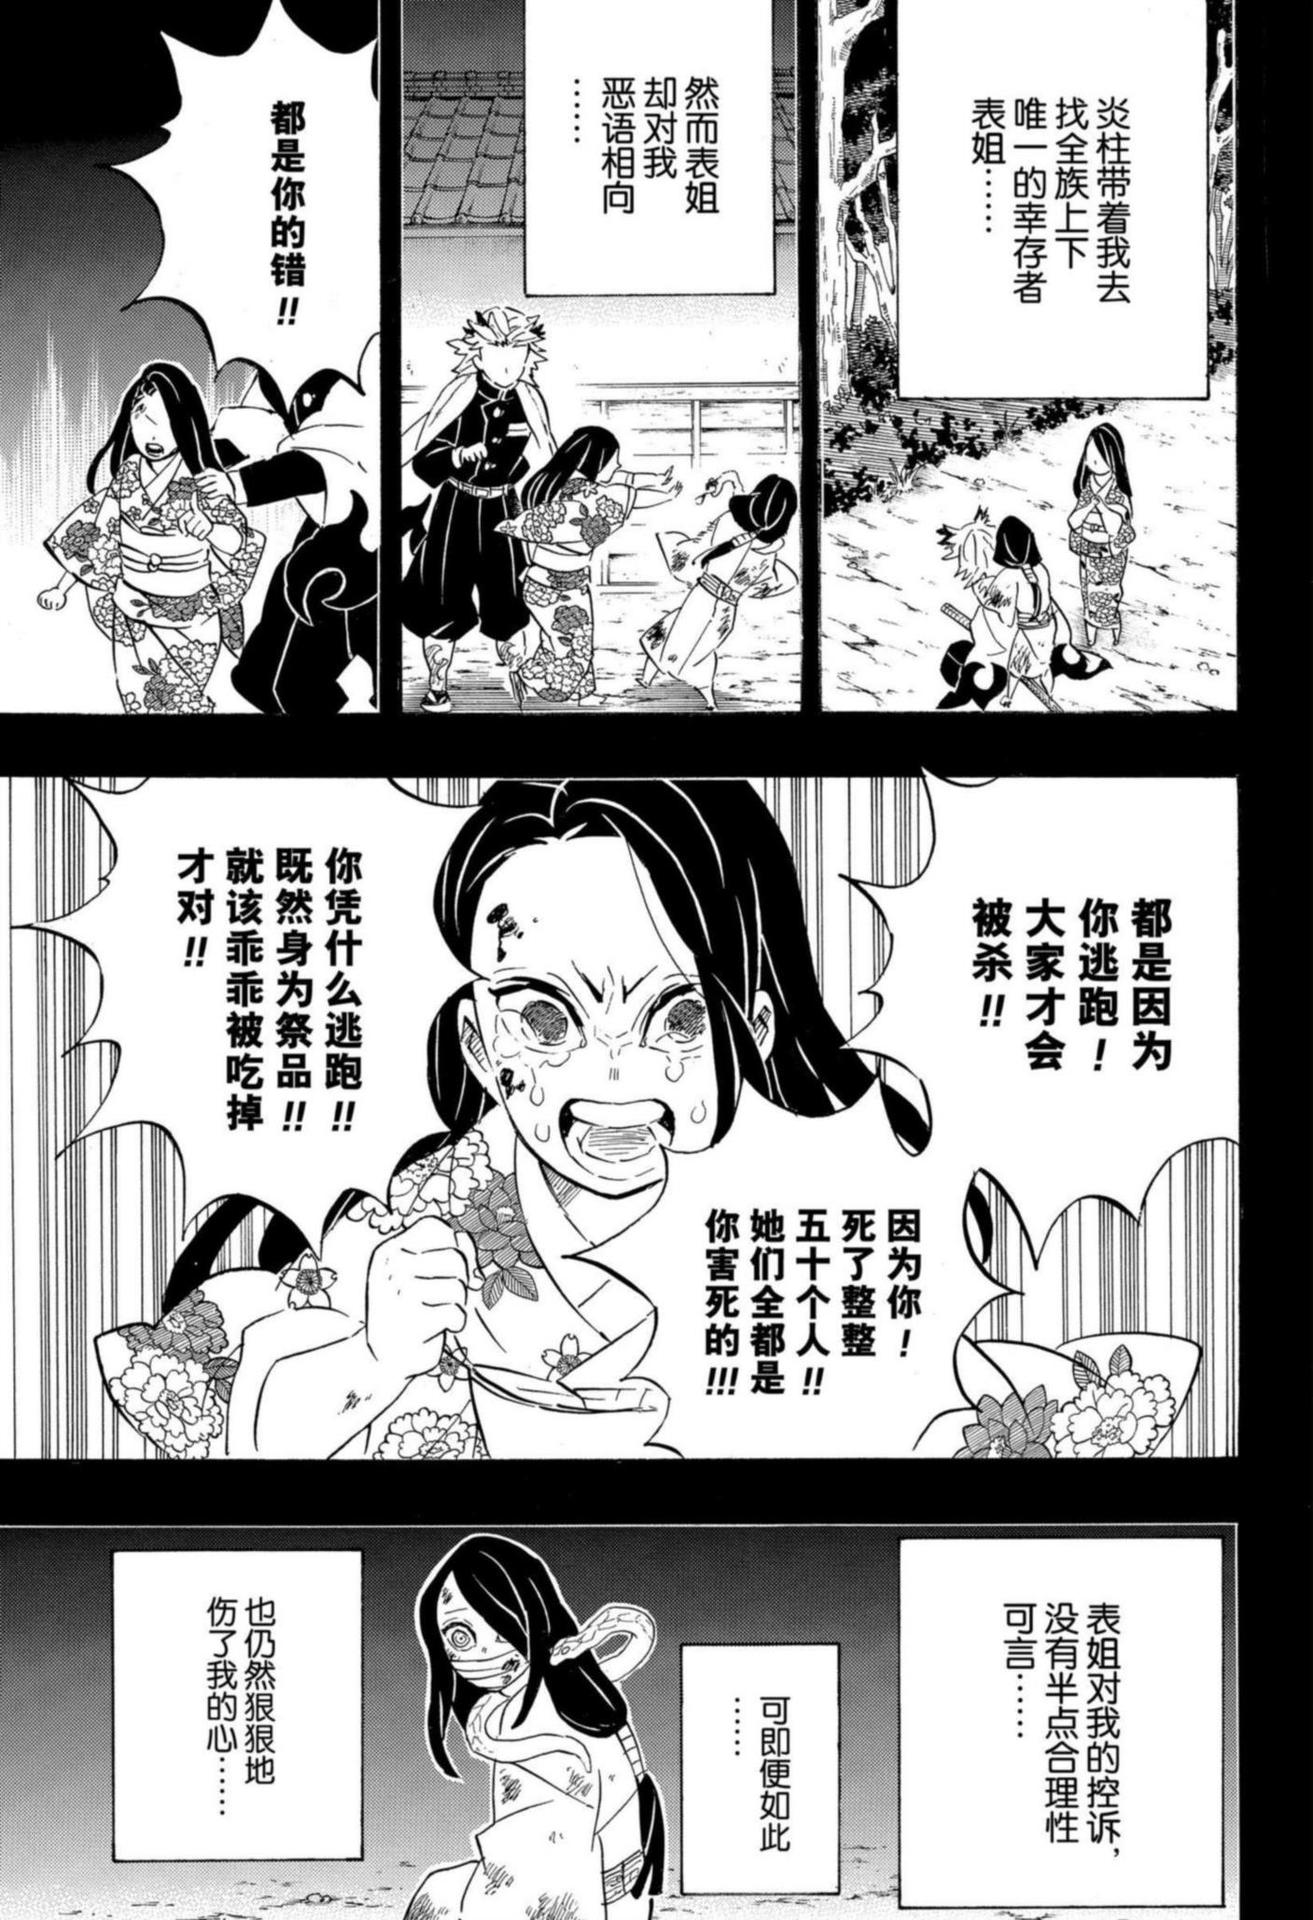 炎柱带着我去
找全族上下
唯一的幸存者
表姐……
然而表姐
却对我
恶语相向
……
都是你的错!!
都是因为
你逃跑!
大家才会
被杀!!
你凭什么逃跑!!
既然身为祭品!!
就该乖乖被吃掉
才对!!
因为你!
死了整整
五十个人!!
她们全都是
你害死的!!!
表姐对我的控诉，
没有半点合理性
可言……
可即便如此
……
也仍然狠狠地
伤了我的心……